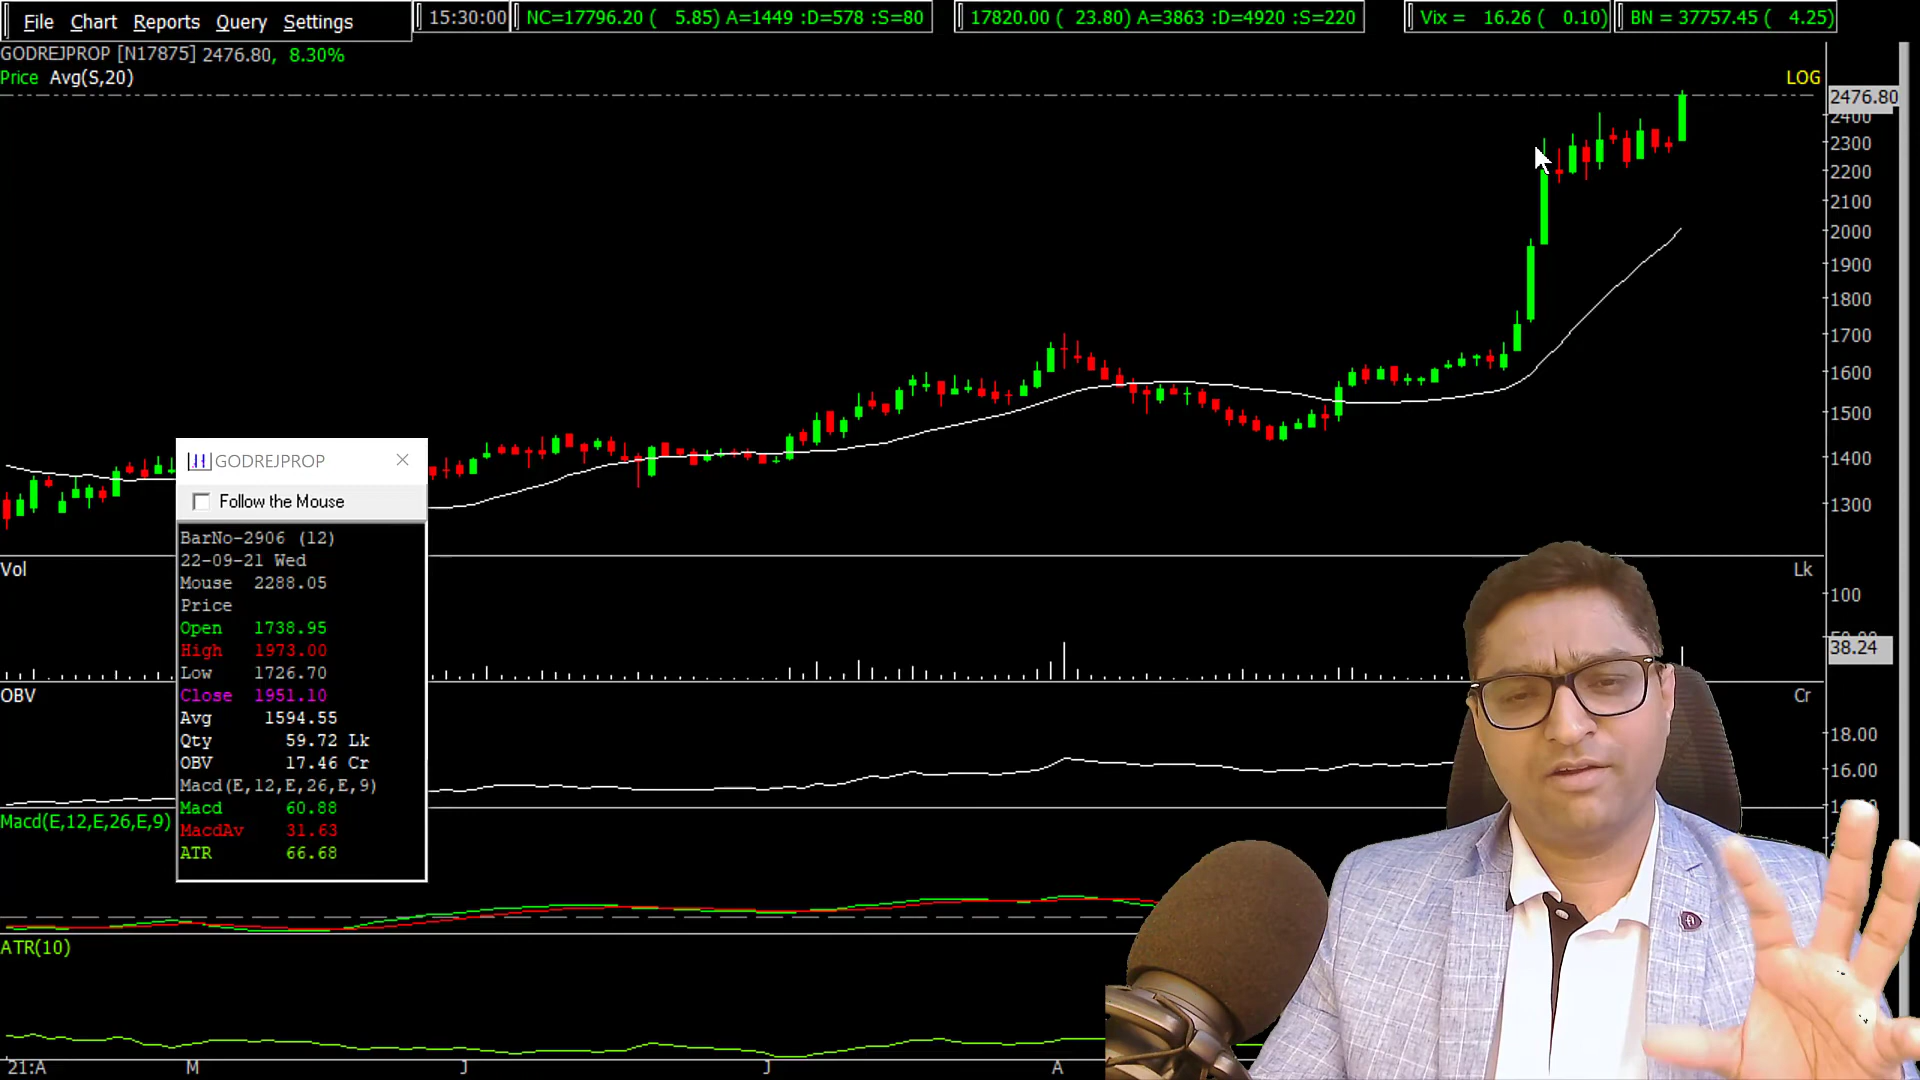 File Chart Reports Query Settings
15:30:00
NC=17796.20 ( 5.85) A=1449 :D=578 :S=80
17820.00 ( 23.80) A=3863 :D=4920 :S=220
Vix = 16.26 ( 0.10)
BN = 37757.45 ( 4.25)
GODREJPROP [N17875] 2476.80, 8.30%
Price Avg(S,20)
LOG
2476.80
2400
2300
2200
2100
2000
1900
1800
1700
1600
1500
1400
1300
GODREJPROP
Follow the Mouse
BarNo-2906 (12)
22-09-21 Wed
Mouse 2288.05
Price
Open 1738.95
High 1973.00
Low 1726.70
Close 1951.10
Avg 1594.55
Qty 59.72 Lk
OBV 17.46 Cr
Macd(E,12,E,26,E,9)
Macd 60.88
MacdAv 31.63
ATR 66.68
Vol
Lk
100
38.24
OBV
Cr
18.00
16.00
Macd(E,12,E,26,E,9)
ATR(10)
21:A M J J A